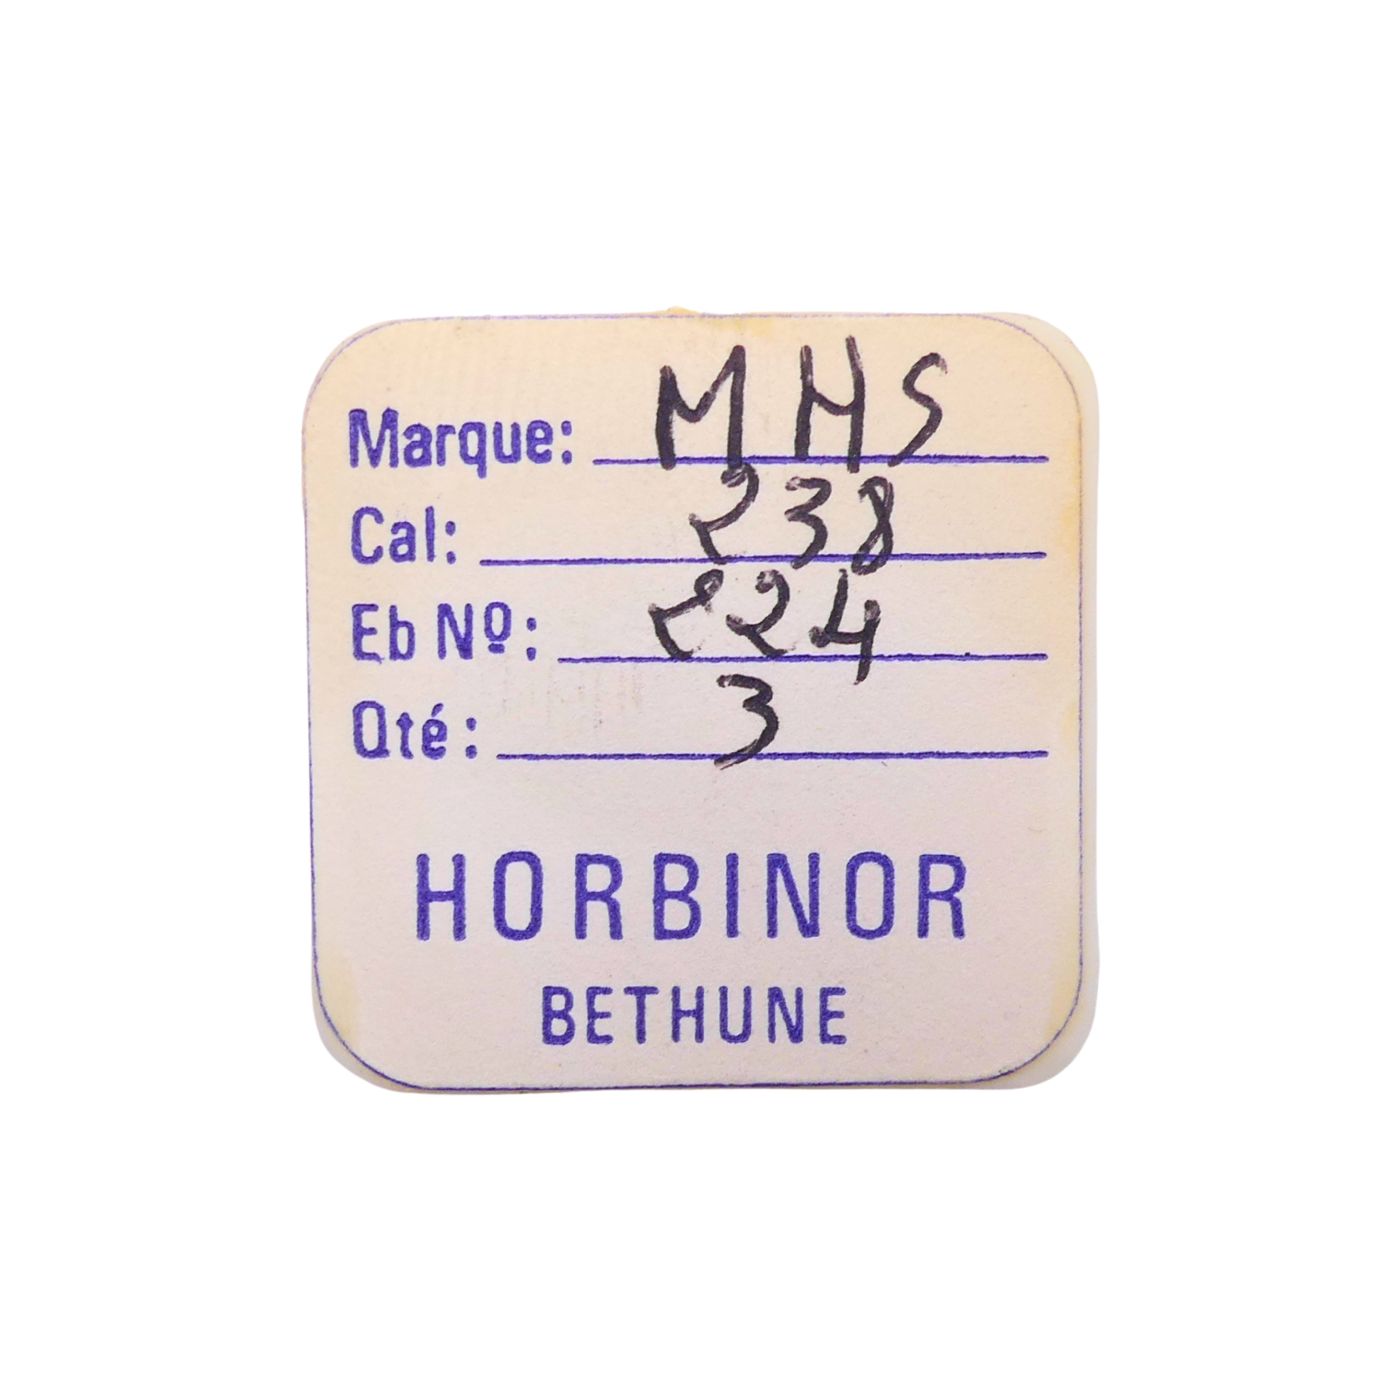 Marque: MHS
Cal: 238
Eb Nº: 224
Qté: 3
HORBINOR
BETHUNE